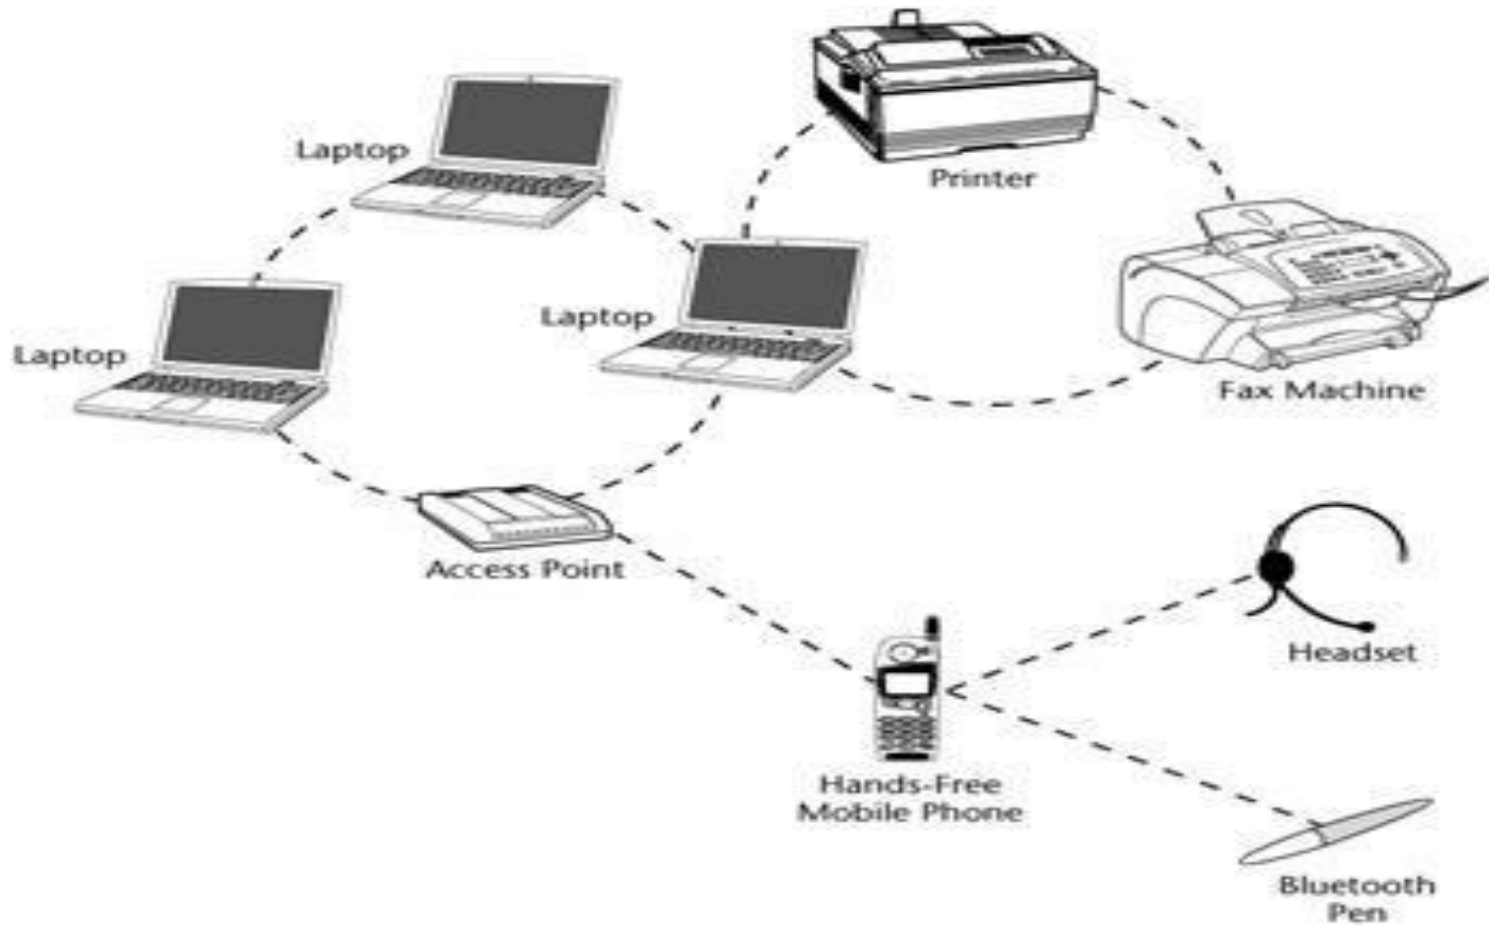 Laptop
Printer
Laptop
Laptop
Fax Machine
Access Point
Headset
Hands-Free
Mobile Phone
Bluetooth
Pen